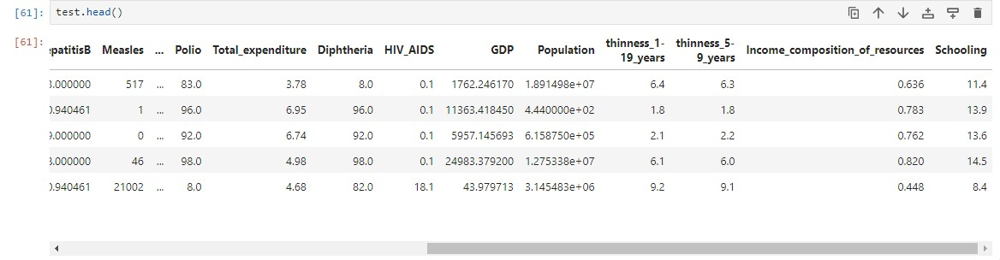 [61]: test.head()
[61]:
epatitisB Measles ... Polio Total_expenditure Diphtheria HIV_AIDS GDP Population thinness_1-19_years thinness_5-9_years Income_composition_of_resources Schooling
3.000000 517 ... 83.0 3.78 8.0 0.1 1762.246170 1.891498e+07 6.4 6.3 0.636 11.4
0.940461 1 ... 96.0 6.95 96.0 0.1 11363.418450 4.440000e+02 1.8 1.8 0.783 13.9
9.000000 0 ... 92.0 6.74 92.0 0.1 5957.145693 6.158750e+05 2.1 2.2 0.762 13.6
8.000000 46 ... 98.0 4.98 98.0 0.1 24983.379200 1.275338e+07 6.1 6.0 0.820 14.5
0.940461 21002 ... 8.0 4.68 82.0 18.1 43.979713 3.145483e+06 9.2 9.1 0.448 8.4